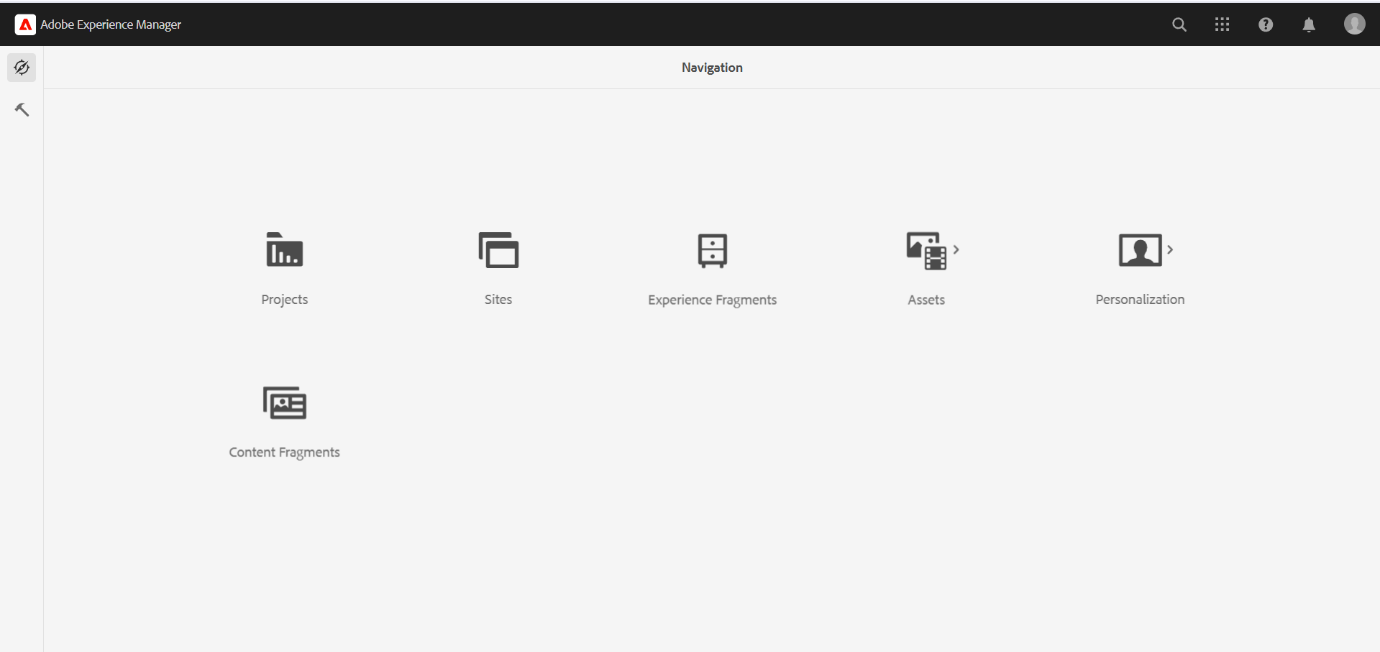 Adobe Experience Manager
Navigation
Projects
Sites
Experience Fragments
Assets
Personalization
Content Fragments